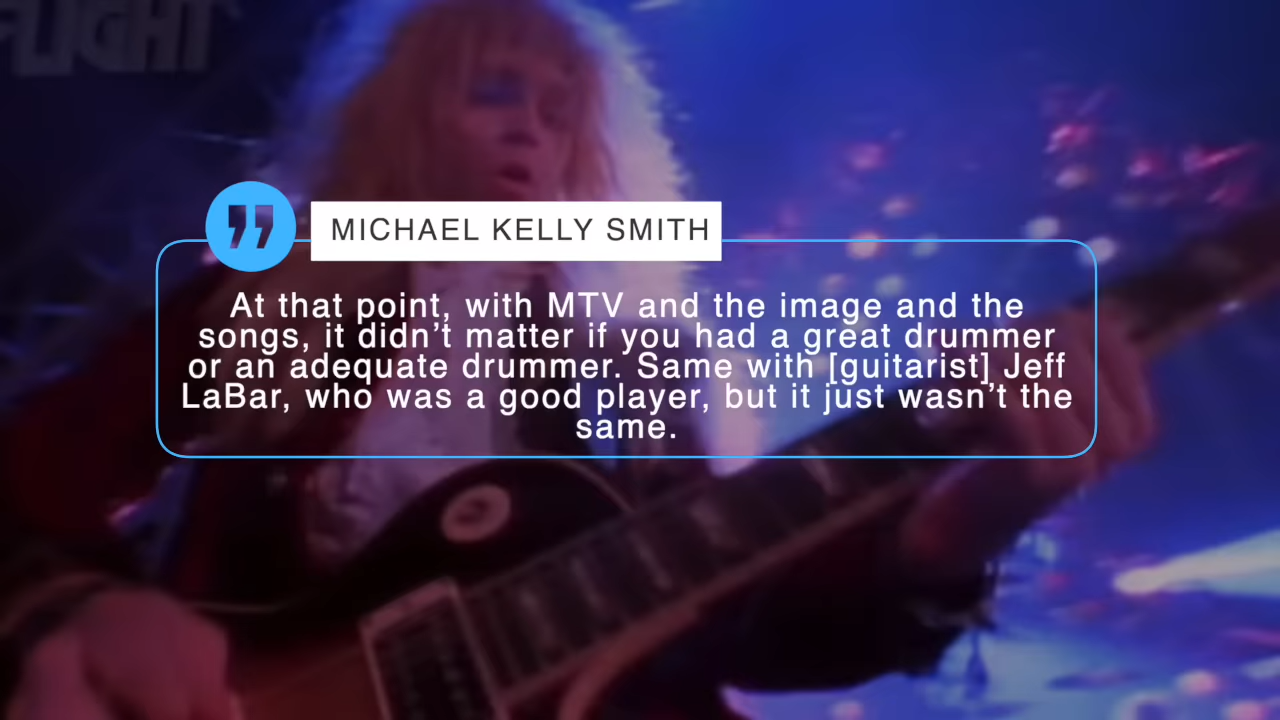 FLIGHT
MICHAEL KELLY SMITH
At that point, with MTV and the image and the
songs, it didn’t matter if you had a great drummer
or an adequate drummer. Same with [guitarist] Jeff
LaBar, who was a good player, but it just wasn’t the
same.